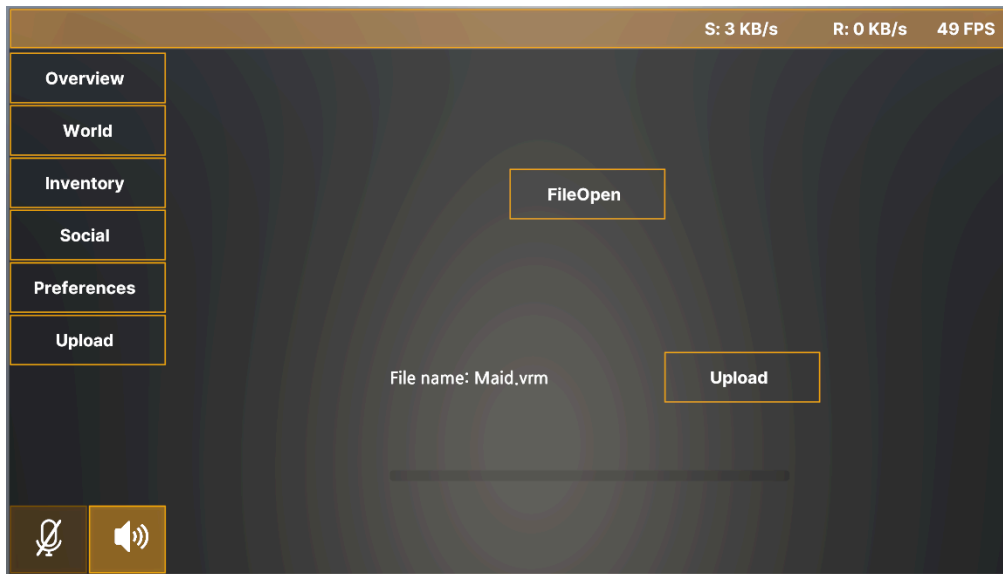 S: 3 KB/s R: 0 KB/s 49 FPS
Overview
World
Inventory
Social
Preferences
Upload
FileOpen
File name: Maid.vrm
Upload